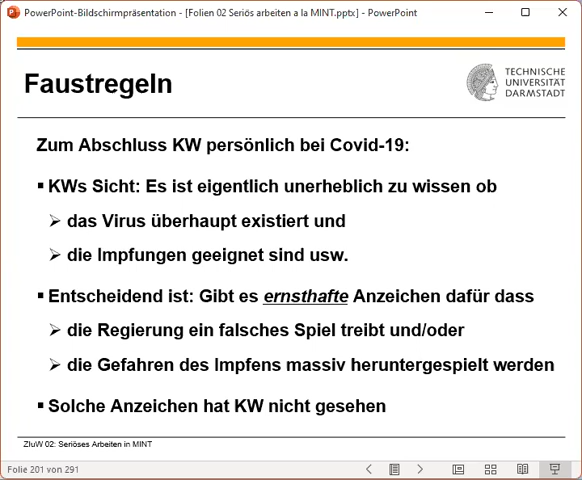 PowerPoint-Bildschirmpräsentation - [Folien 02 Seriös arbeiten a la MINT.pptx] - PowerPoint
Faustregeln
TECHNISCHE
UNIVERSITÄT
DARMSTADT
Zum Abschluss KW persönlich bei Covid-19:
▪ KWs Sicht: Es ist eigentlich unerheblich zu wissen ob
➢ das Virus überhaupt existiert und
➢ die Impfungen geeignet sind usw.
▪ Entscheidend ist: Gibt es ernsthafte Anzeichen dafür dass
➢ die Regierung ein falsches Spiel treibt und/oder
➢ die Gefahren des Impfens massiv heruntergespielt werden
▪ Solche Anzeichen hat KW nicht gesehen
ZIuW 02: Seriöses Arbeiten in MINT
Folie 201 von 291